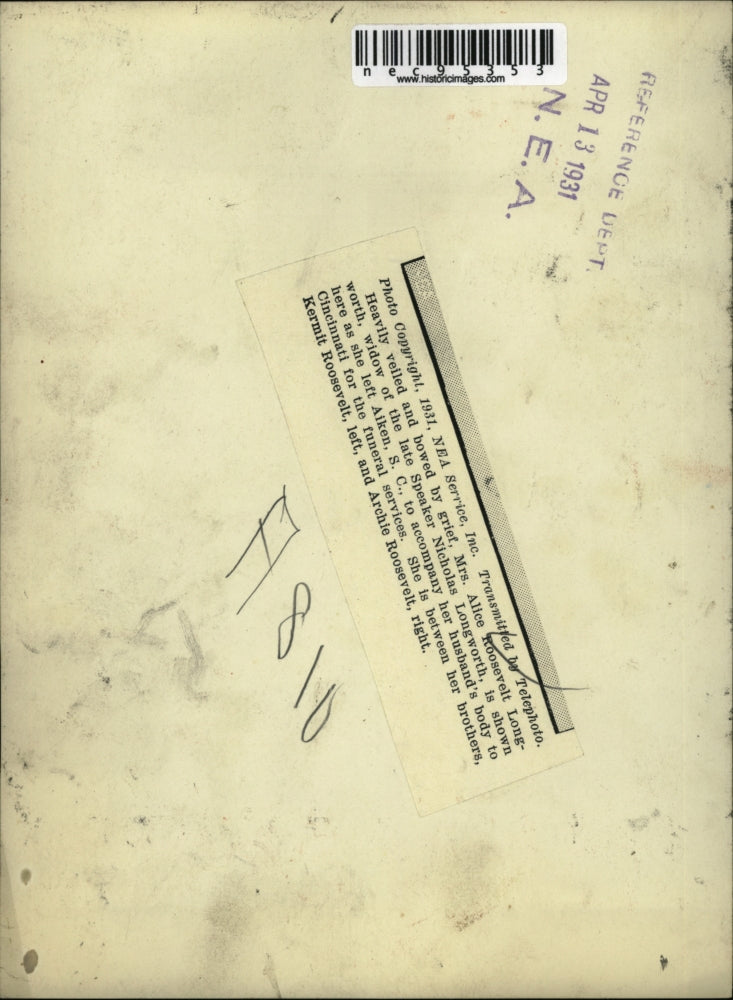 nec95353
www.historicimages.com
REFERENCE DEPT.
APR 13 1931
N. E. A.
Photo Copyright, 1931, NEA Service, Inc. Transmitted by Telephoto.
Heavily veiled and bowed by grief, Mrs. Alice Roosevelt Long-
worth, widow of the late Speaker Nicholas Longworth, is shown
here as she left Aiken, S. C., to accompany her husband's body to
Cincinnati for the funeral services. She is between her brothers,
Kermit Roosevelt, left, and Archie Roosevelt, right.